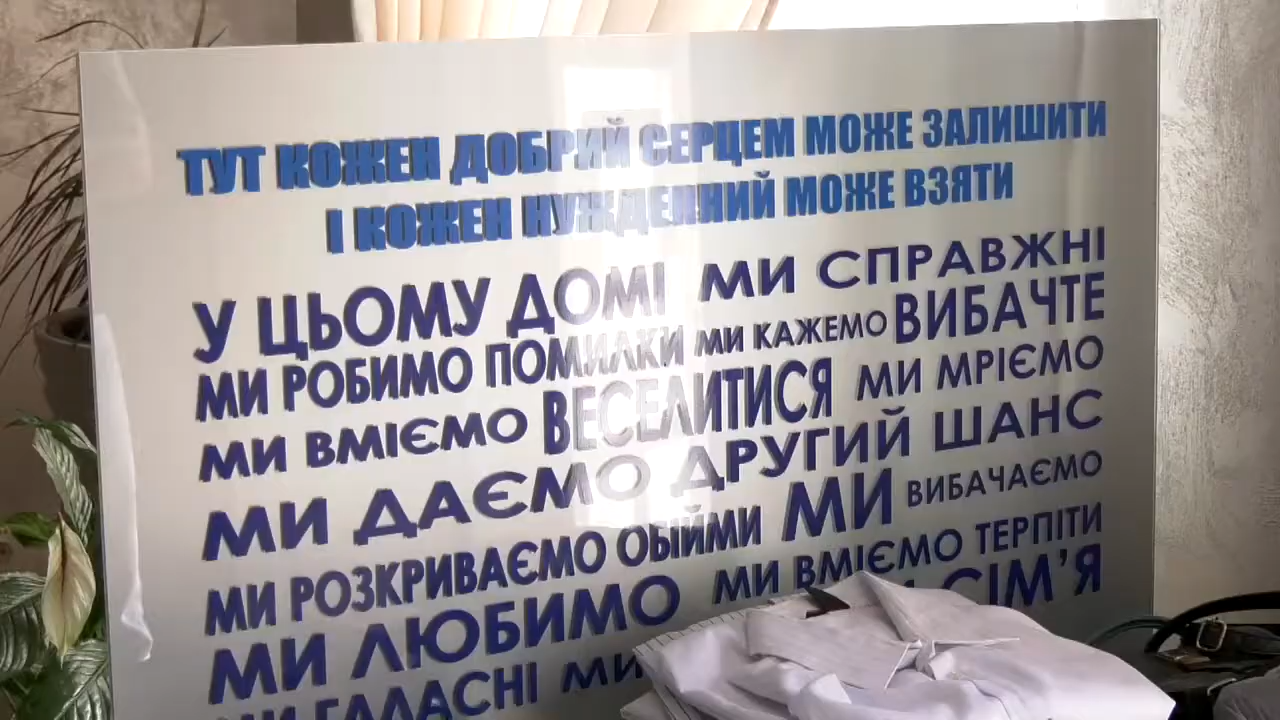 ТУТ КОЖЕН ДОБРИЙ СЕРЦЕМ МОЖЕ ЗАЛИШИТИ
І КОЖЕН НУЖДЕННИЙ МОЖЕ ВЗЯТИ
У ЦЬОМУ ДОМІ МИ СПРАВЖНІ
МИ РОБИМО ПОМИЛКИ МИ КАЖЕМО ВИБАЧТЕ
МИ ВМІЄМО ВЕСЕЛИТИСЯ МИ МРІЄМО
МИ ДАЄМО ДРУГИЙ ШАНС
МИ РОЗКРИВАЄМО ОБІЙМИ МИ ВИБАЧАЄМО
МИ ЛЮБИМО МИ ВМІЄМО ТЕРПІТИ
МИ ГАЛАСНІ МИ СІМ’Я